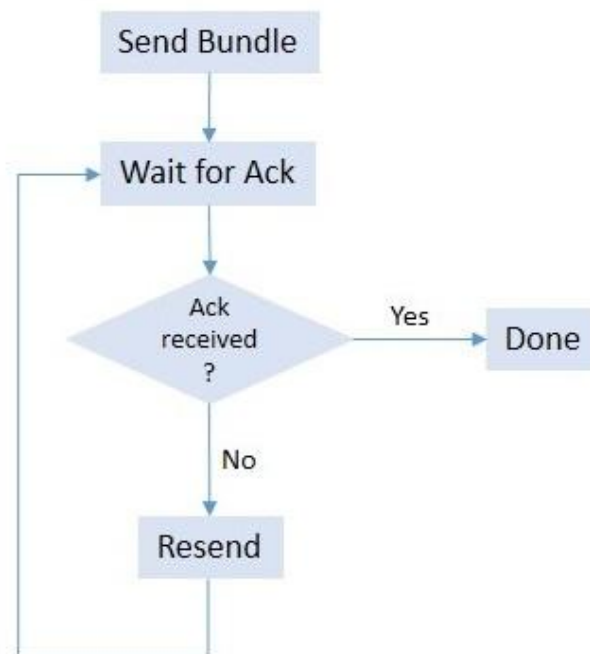 Send Bundle
Wait for Ack
Ack
received
?
Yes
Done
No
Resend